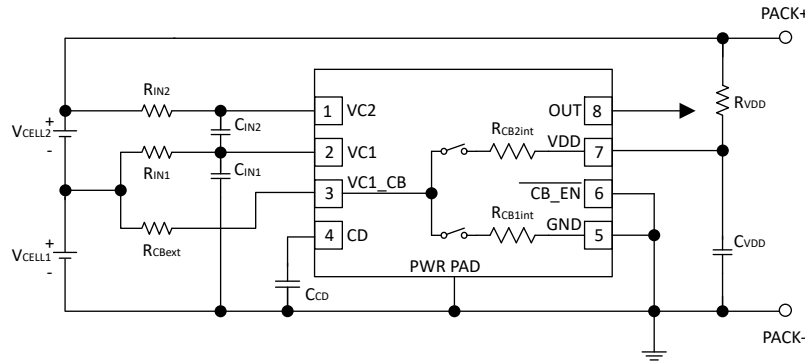 PACK+
RIN2
1 VC2
OUT 8
RVDD
+
VCELL2
-
CIN2
RCB2int
VDD 7
RIN1
2 VC1
CIN1
3 VC1_CB
CB_EN 6
RCBext
RCB1int
+
VCELL1
-
4 CD
GND 5
CVDD
CCD
PWR PAD
PACK-